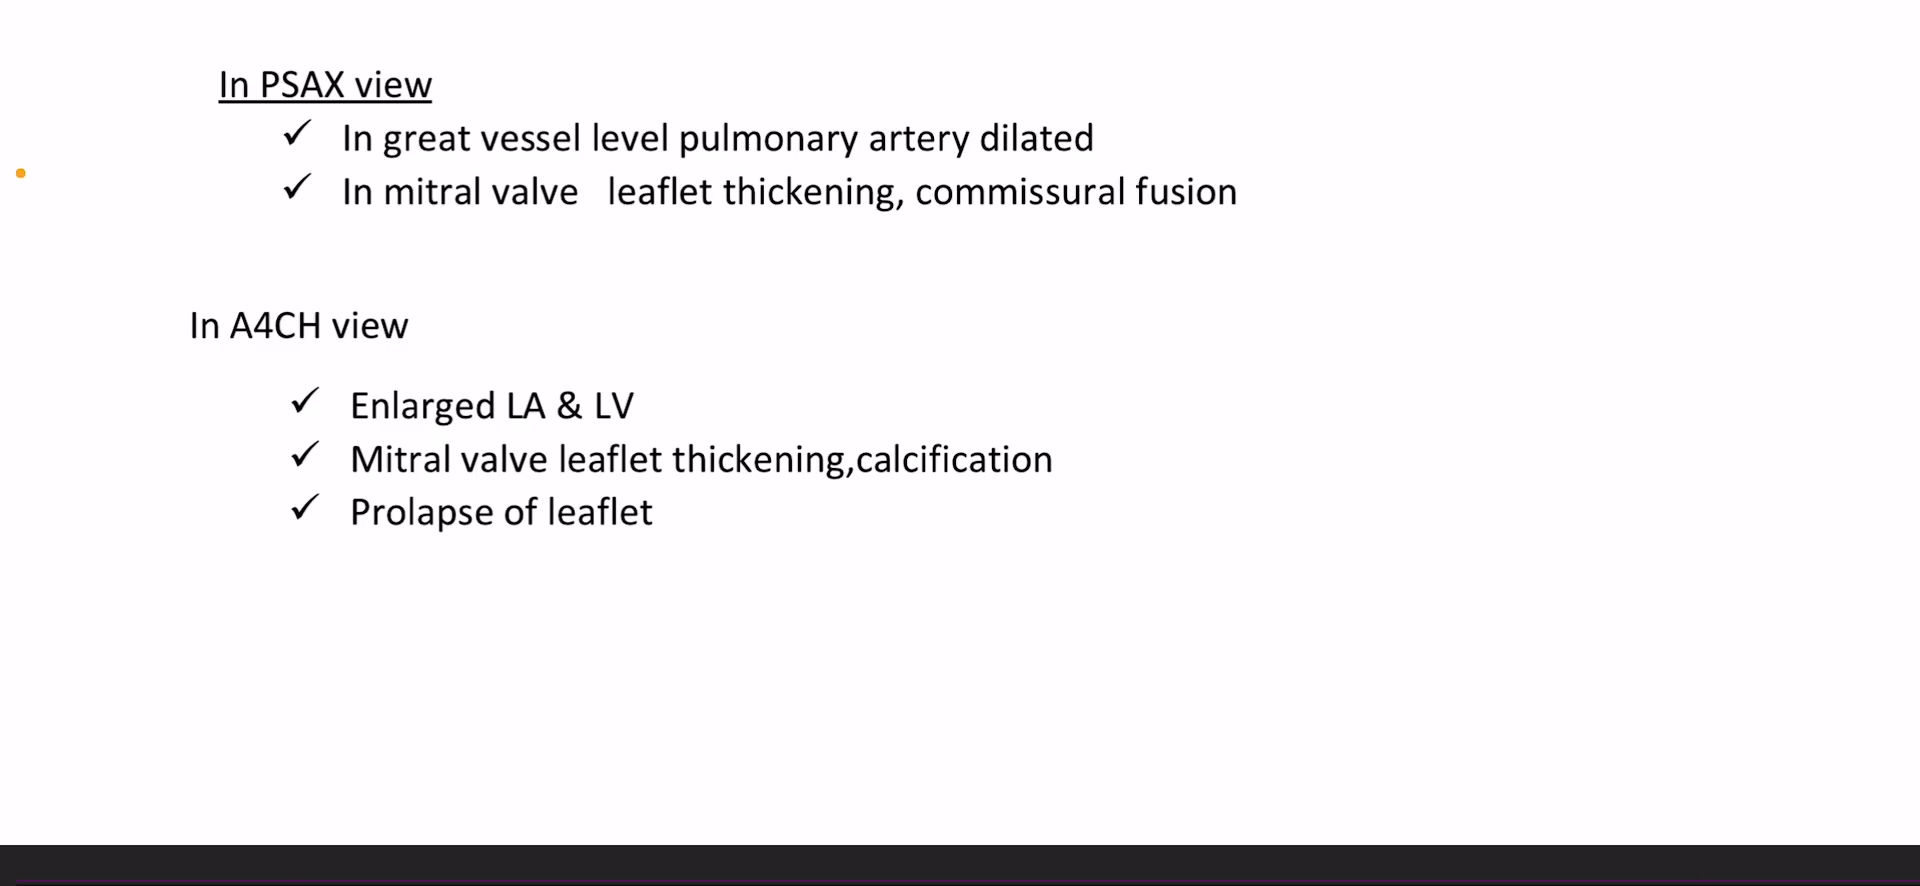 In PSAX view
✓ In great vessel level pulmonary artery dilated
✓ In mitral valve leaflet thickening, commissural fusion
In A4CH view
✓ Enlarged LA & LV
✓ Mitral valve leaflet thickening,calcification
✓ Prolapse of leaflet